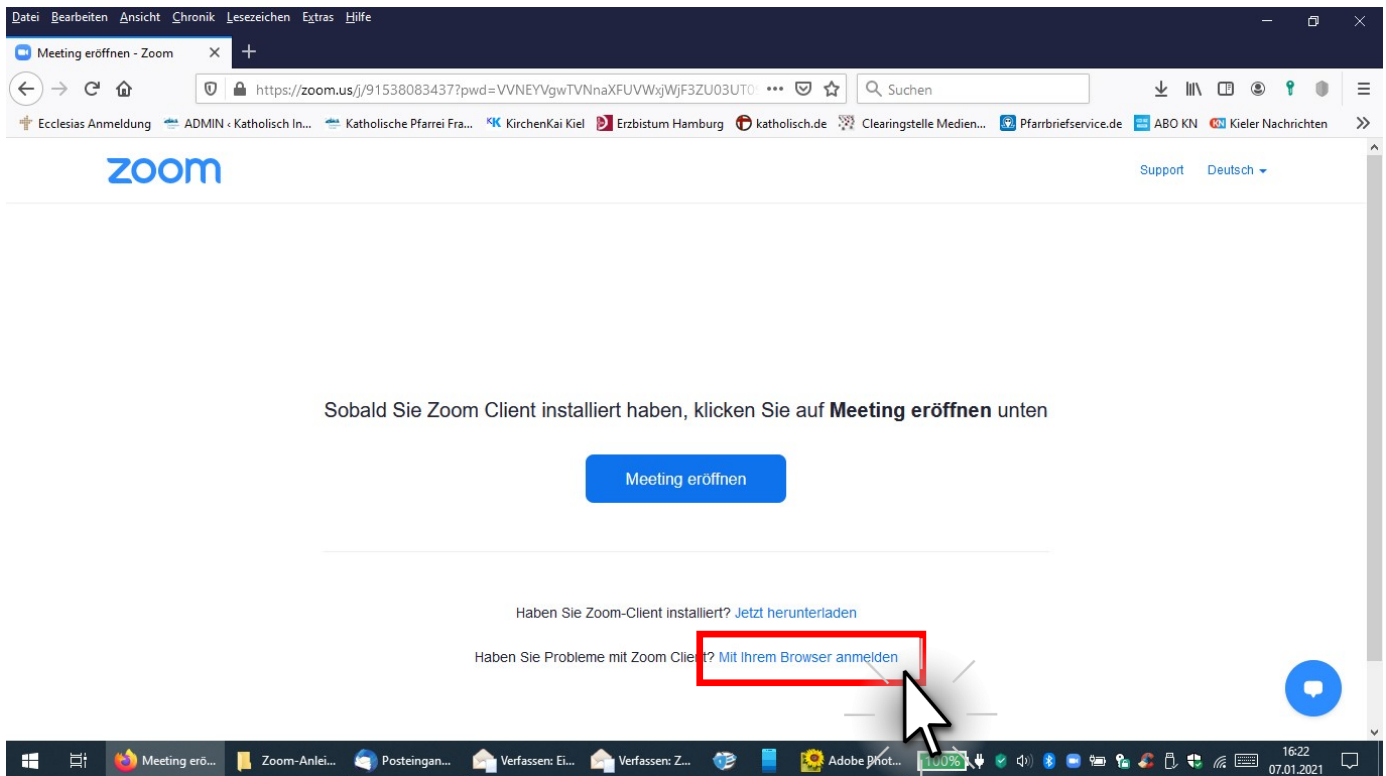 Datei Bearbeiten Ansicht Chronik Lesezeichen Extras Hilfe
Meeting eröffnen - Zoom
https://zoom.us/j/91538083437?pwd=VVNEYVgwTVNnaXFUVWxjWjF3ZU03UT0 Suchen
Ecclesias Anmeldung ADMIN ‹ Katholisch In... Katholische Pfarrei Fra... KirchenKai Kiel Erzbistum Hamburg katholisch.de Clearingstelle Medien... Pfarrbriefservice.de ABO KN Kieler Nachrichten
zoom
Support Deutsch
Sobald Sie Zoom Client installiert haben, klicken Sie auf Meeting eröffnen unten
Meeting eröffnen
Haben Sie Zoom-Client installiert? Jetzt herunterladen
Haben Sie Probleme mit Zoom Client? Mit Ihrem Browser anmelden
Meeting erö... Zoom-Anlei... Posteingan... Verfassen: Ei... Verfassen: Z... Adobe Phot... 100% 16:22
07.01.2021